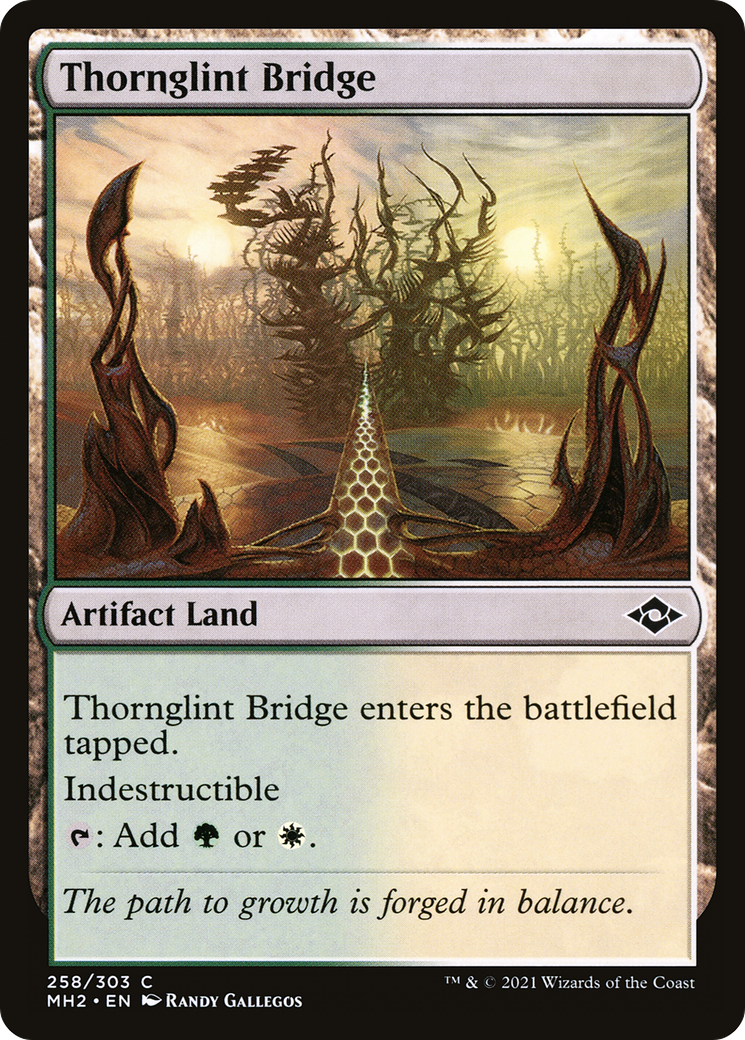 Thornglint Bridge
Artifact Land
Thornglint Bridge enters the battlefield
tapped.
Indestructible
: Add or .
The path to growth is forged in balance.
258/303 C
MH2 • EN Randy Gallegos
™ & © 2021 Wizards of the Coast